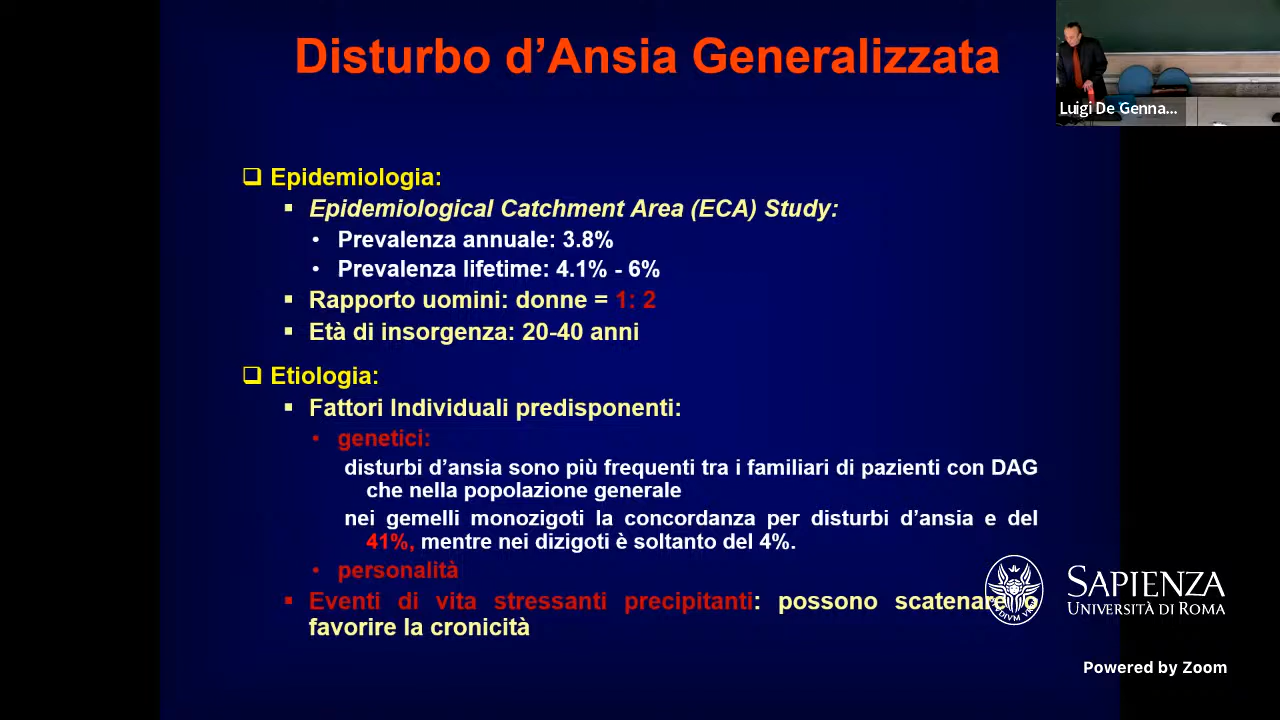 Disturbo d'Ansia Generalizzata
Luigi De Genna...
Epidemiologia:
Epidemiological Catchment Area (ECA) Study:
Prevalenza annuale: 3.8%
Prevalenza lifetime: 4.1% - 6%
Rapporto uomini: donne = 1: 2
Età di insorgenza: 20-40 anni
Etiologia:
Fattori Individuali predisponenti:
genetici:
disturbi d'ansia sono più frequenti tra i familiari di pazienti con DAG
che nella popolazione generale
nei gemelli monozigoti la concordanza per disturbi d'ansia e del
41%, mentre nei dizigoti è soltanto del 4%.
personalità
Eventi di vita stressanti precipitanti: possono scatenare o
favorire la cronicità
SAPIENZA
UNIVERSITÀ DI ROMA
Powered by Zoom